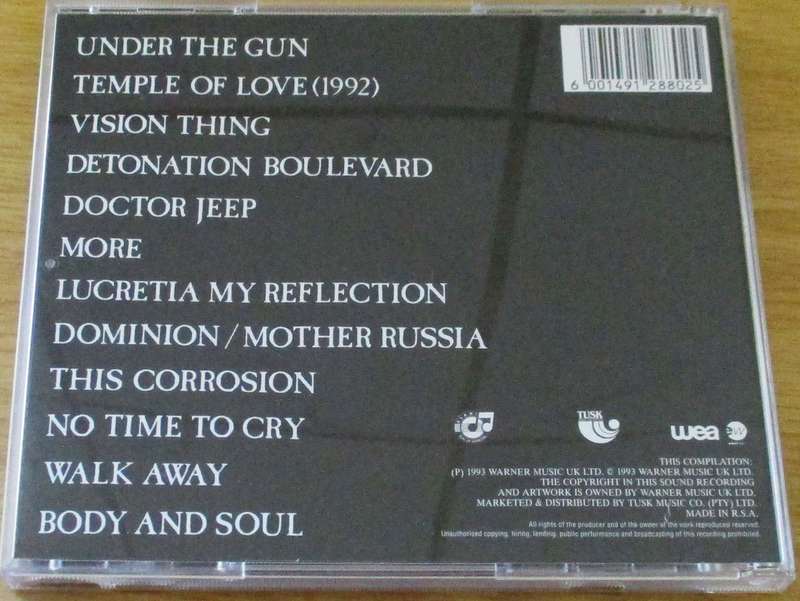 UNDER THE GUN
TEMPLE OF LOVE (1992)
VISION THING
DETONATION BOULEVARD
DOCTOR JEEP
MORE
LUCRETIA MY REFLECTION
DOMINION / MOTHER RUSSIA
THIS CORROSION
NO TIME TO CRY
WALK AWAY
BODY AND SOUL
6 001491 288025
TUSK
wea
ew
THIS COMPILATION:
(P) 1993 WARNER MUSIC UK LTD. © 1993 WARNER MUSIC UK LTD.
THE COPYRIGHT IN THIS SOUND RECORDING
AND ARTWORK IS OWNED BY WARNER MUSIC UK LTD.
MARKETED & DISTRIBUTED BY TUSK MUSIC CO. (PTY) LTD.
MADE IN R.S.A.
All rights of the producer and of the owner of the work reproduced reserved.
Unauthorised copying, hiring, lending, public performance and broadcasting of this recording prohibited.